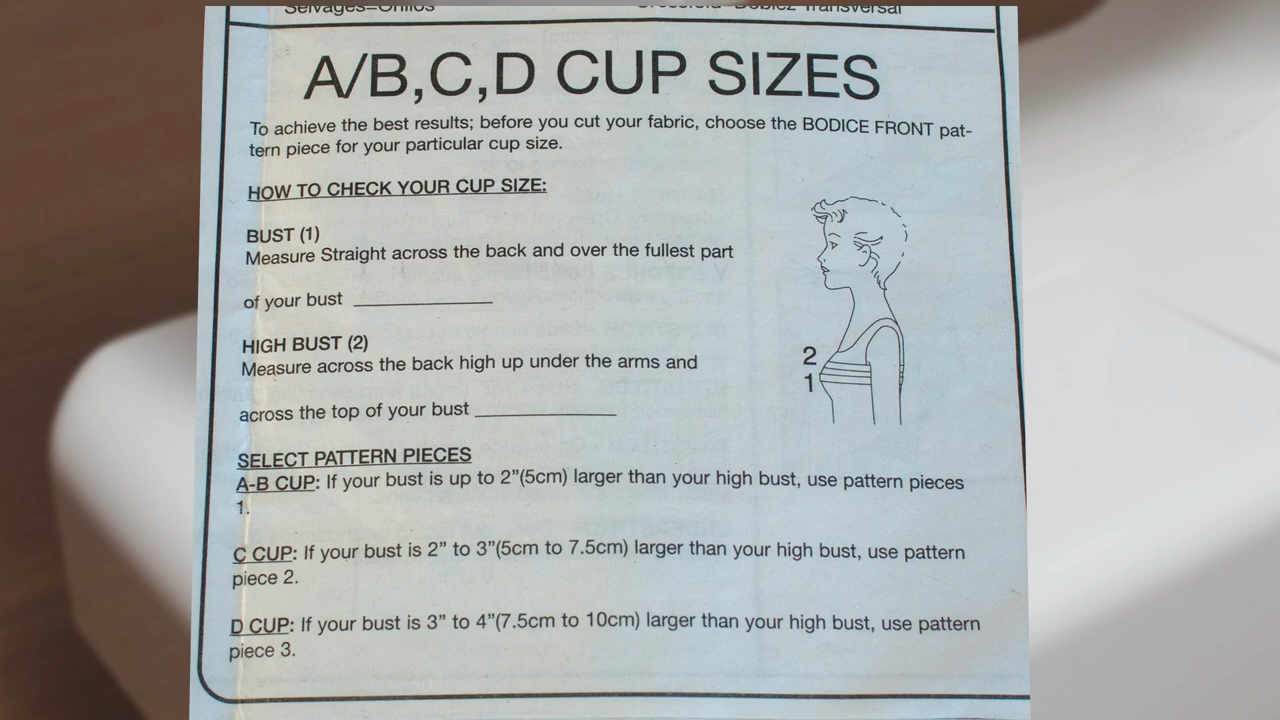 Selvages=Orillos
Crossfold=Doblez Transversal
A/B,C,D CUP SIZES
To achieve the best results; before you cut your fabric, choose the BODICE FRONT pat-
tern piece for your particular cup size.
HOW TO CHECK YOUR CUP SIZE:
BUST (1)
Measure Straight across the back and over the fullest part
of your bust
HIGH BUST (2)
Measure across the back high up under the arms and
across the top of your bust
2
1
SELECT PATTERN PIECES
A-B CUP: If your bust is up to 2”(5cm) larger than your high bust, use pattern pieces
1.
C CUP: If your bust is 2” to 3”(5cm to 7.5cm) larger than your high bust, use pattern
piece 2.
D CUP: If your bust is 3” to 4”(7.5cm to 10cm) larger than your high bust, use pattern
piece 3.